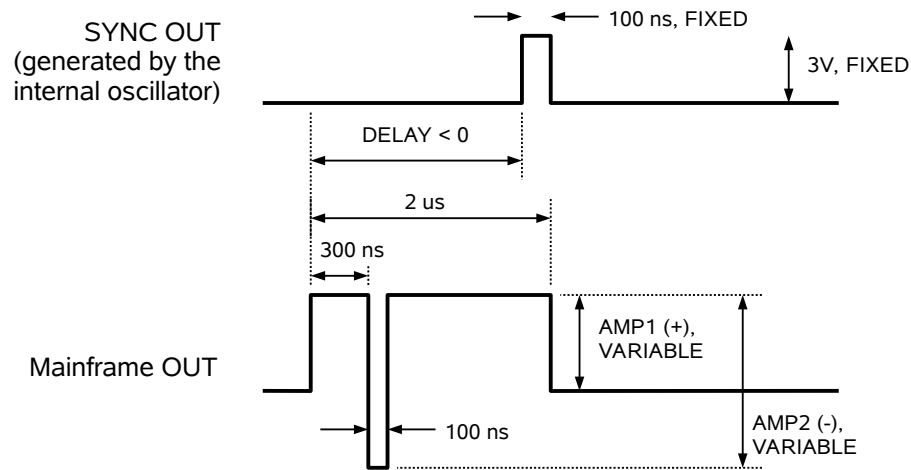 SYNC OUT
(generated by the
internal oscillator)
100 ns, FIXED
3V, FIXED
DELAY < 0
2 us
300 ns
Mainframe OUT
AMP1 (+),
VARIABLE
100 ns
AMP2 (-),
VARIABLE